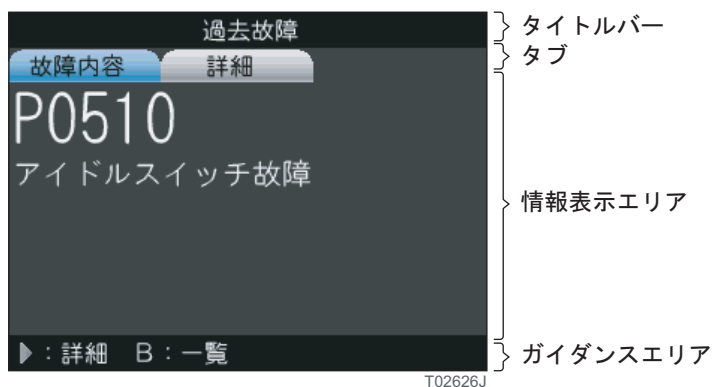 過去故障
タイトルバー
故障内容 詳細
タブ
P0510
アイドルスイッチ故障
情報表示エリア
▶：詳細 B：一覧
ガイダンスエリア
T02626J